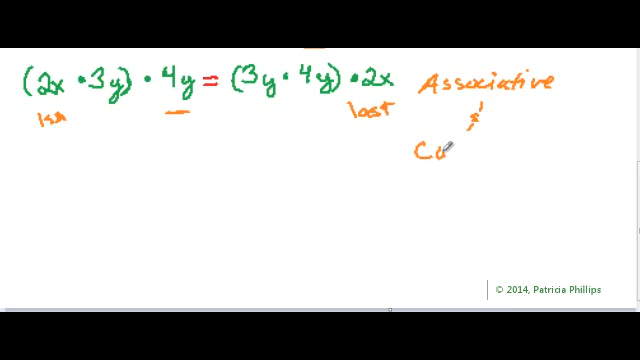 (2x · 3y) · 4y = (3y · 4y) · 2x Associative
1st last &
Co
© 2014, Patricia Phillips